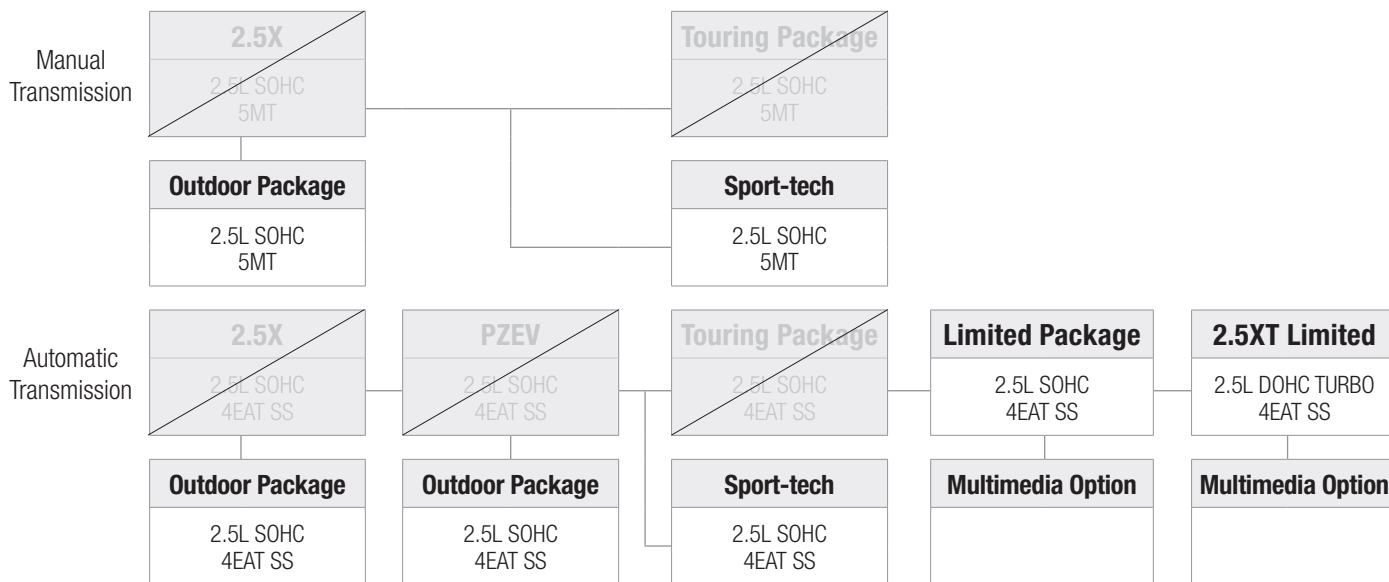 Manual
Transmission
2.5X
2.5L SOHC
5MT
Touring Package
2.5L SOHC
5MT
Outdoor Package
2.5L SOHC
5MT
Sport-tech
2.5L SOHC
5MT
Automatic
Transmission
2.5X
2.5L SOHC
4EAT SS
PZEV
2.5L SOHC
4EAT SS
Touring Package
2.5L SOHC
4EAT SS
Limited Package
2.5L SOHC
4EAT SS
2.5XT Limited
2.5L DOHC TURBO
4EAT SS
Outdoor Package
2.5L SOHC
4EAT SS
Outdoor Package
2.5L SOHC
4EAT SS
Sport-tech
2.5L SOHC
4EAT SS
Multimedia Option
Multimedia Option